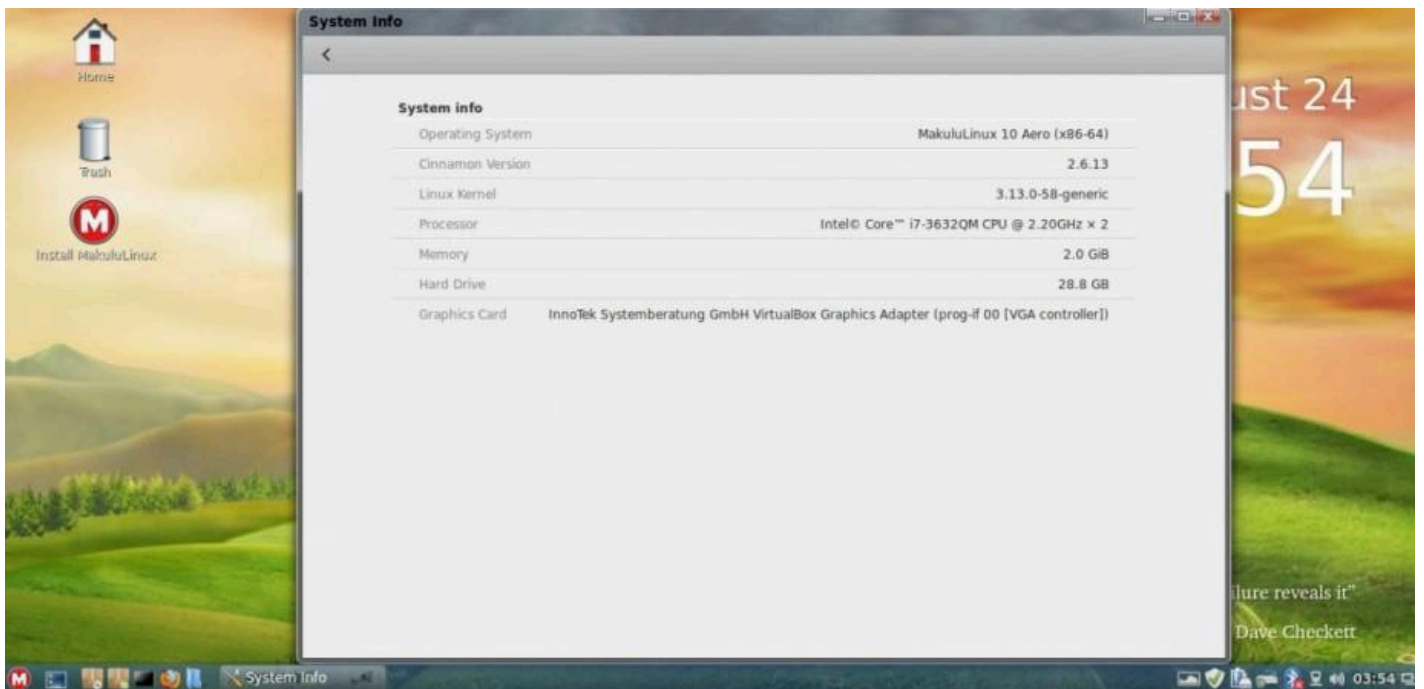 System Info
Home
Trash
M
Install MakuluLinux
System info
Operating System MakuluLinux 10 Aero (x86-64)
Cinnamon Version 2.6.13
Linux Kernel 3.13.0-58-generic
Processor Intel© Core™ i7-3632QM CPU @ 2.20GHz × 2
Memory 2.0 GiB
Hard Drive 28.8 GB
Graphics Card InnoTek Systemberatung GmbH VirtualBox Graphics Adapter (prog-if 00 [VGA controller])
ust 24
54
ilure reveals it”
Dave Checkett
M
System Info
03:54